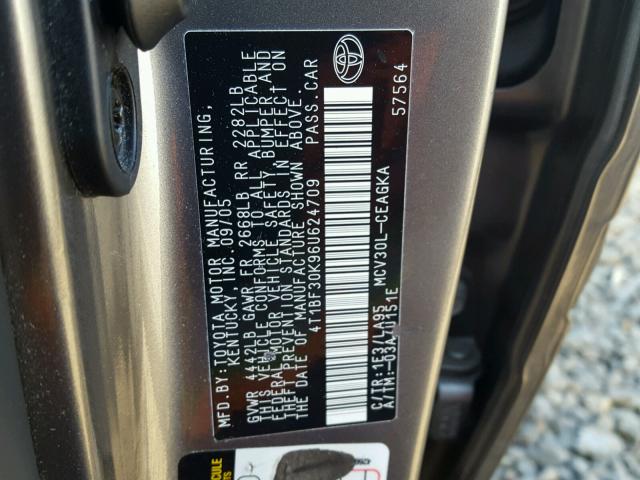 MFD.BY: TOYOTA MOTOR MANUFACTURING,
KENTUCKY, INC. 09/05
GVWR 4442LB GAWR FR 2668LB RR 2282LB
THIS VEHICLE CONFORMS TO ALL APPLICABLE
FEDERAL MOTOR VEHICLE SAFETY, BUMPER, AND
THEFT PREVENTION STANDARDS IN EFFECT ON
THE DATE OF MANUFACTURE SHOWN ABOVE.
4T1BF30K96U624709 PASS.CAR
C/TR:1E3/LA95 MCV30L-CEAGKA
A/TM:-03A/U151E 57564